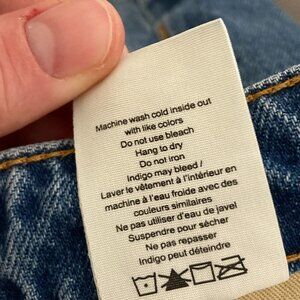 Machine wash cold inside out
with like colors
Do not use bleach
Hang to dry
Do not iron
Indigo may bleed /
Laver le vêtement à l'intérieur en
machine à l'eau froide avec des
couleurs similaires
Ne pas utiliser d'eau de javel
Suspendre pour sécher
Ne pas repasser
Indigo peut déteindre